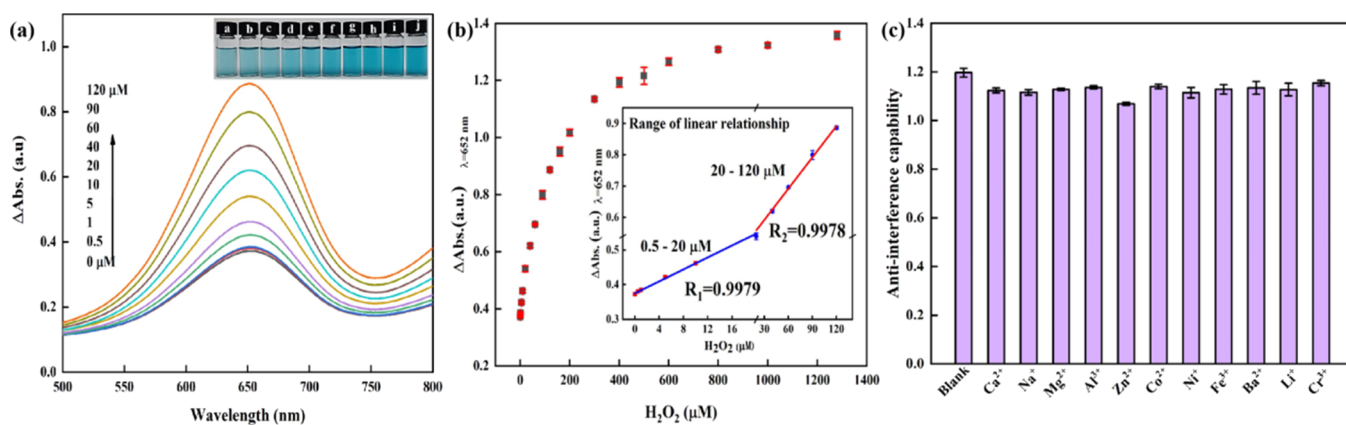 (a)
a b c d e f g h i j
120 μM
90
60
40
20
10
5
1
0.5
0 μM
ΔAbs. (a.u)
1.0
0.8
0.6
0.4
0.2
0.0
500 550 600 650 700 750 800
Wavelength (nm)
(b)
ΔAbs.(a.u.) λ=652 nm
1.4
1.2
1.0
0.8
0.6
0.4
0.2
0 200 400 600 800 1000 1200 1400
H₂O₂ (μM)
Range of linear relationship
20 - 120 μM
R₂=0.9978
0.5 - 20 μM
R₁=0.9979
ΔAbs. (a.u.) λ=652 nm
0.9
0.8
0.7
0.6
0.5
0.4
0.3
0 4 8 12 16 30 60 90 120
H₂O₂ (μM)
(c)
Anti-interference capability
1.4
1.2
1.0
0.8
0.6
0.4
0.2
0.0
Blank Ca²⁺ Na⁺ Mg²⁺ Al³⁺ Zn²⁺ Co²⁺ Ni⁺ Fe³⁺ Ba²⁺ Li⁺ Cr³⁺